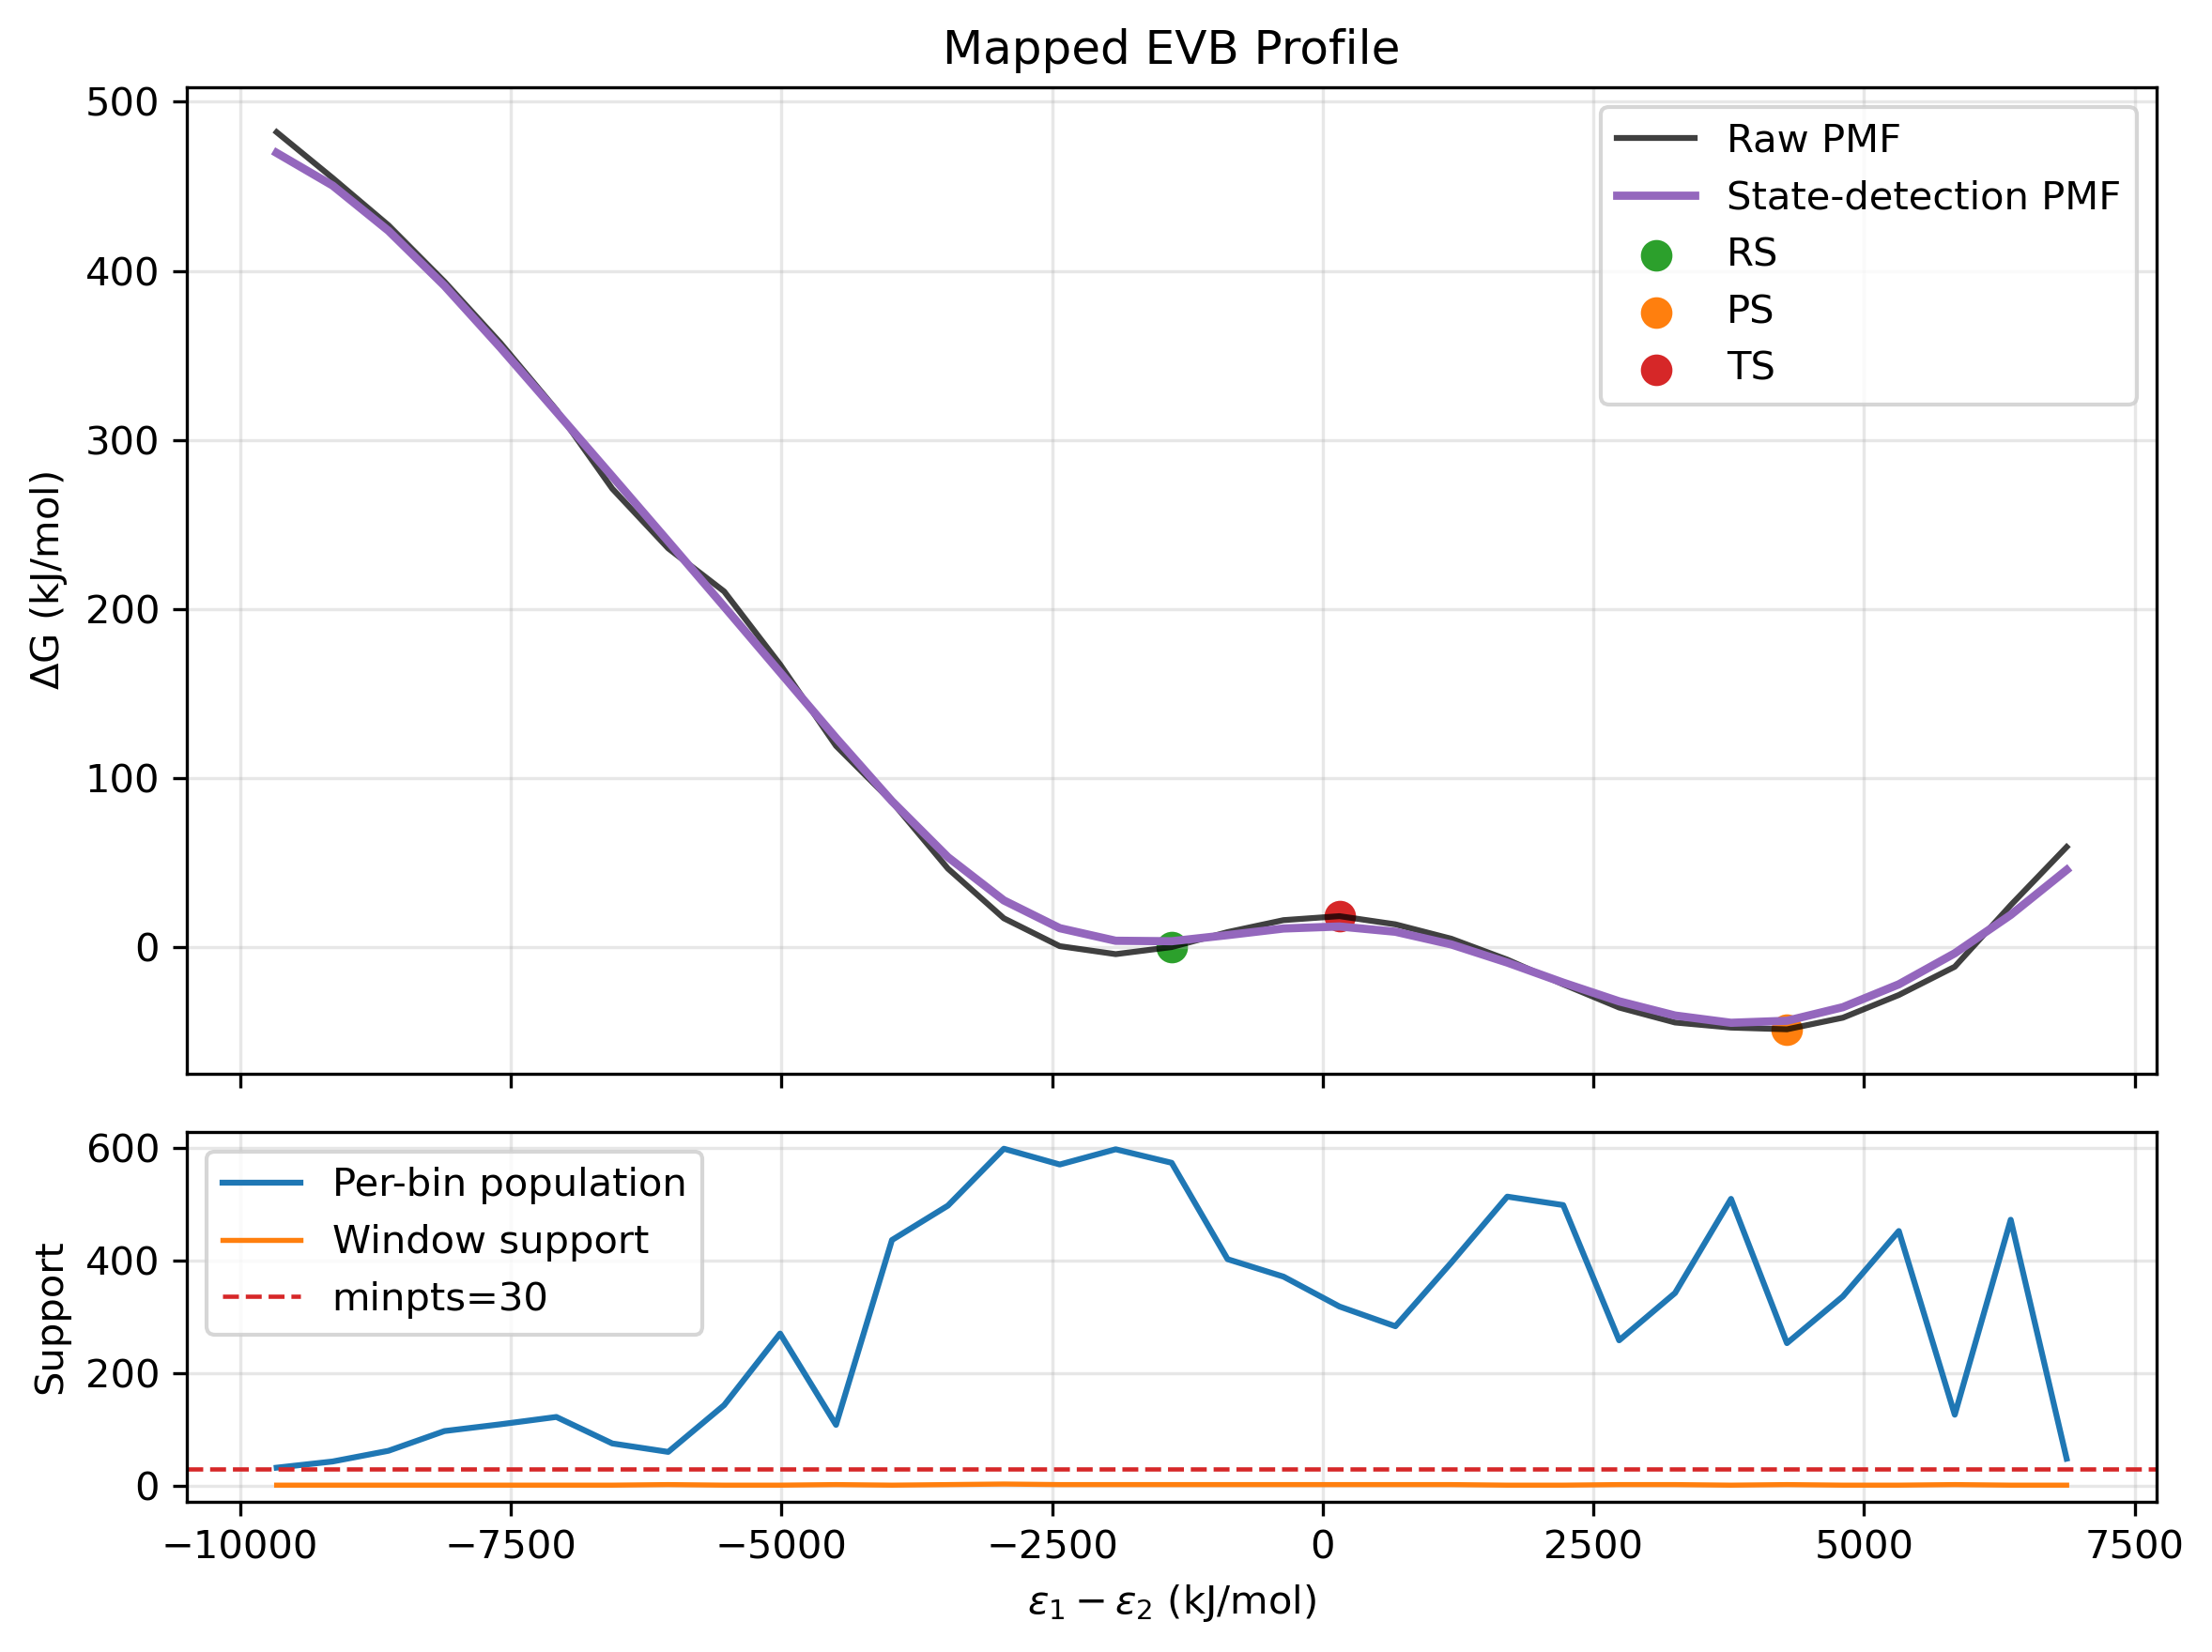 Mapped EVB Profile
500
400
300
200
100
0
ΔG (kJ/mol)
Raw PMF
State-detection PMF
RS
PS
TS
600
400
200
0
Support
Per-bin population
Window support
minpts=30
−10000 −7500 −5000 −2500 0 2500 5000 7500
ε₁ − ε₂ (kJ/mol)